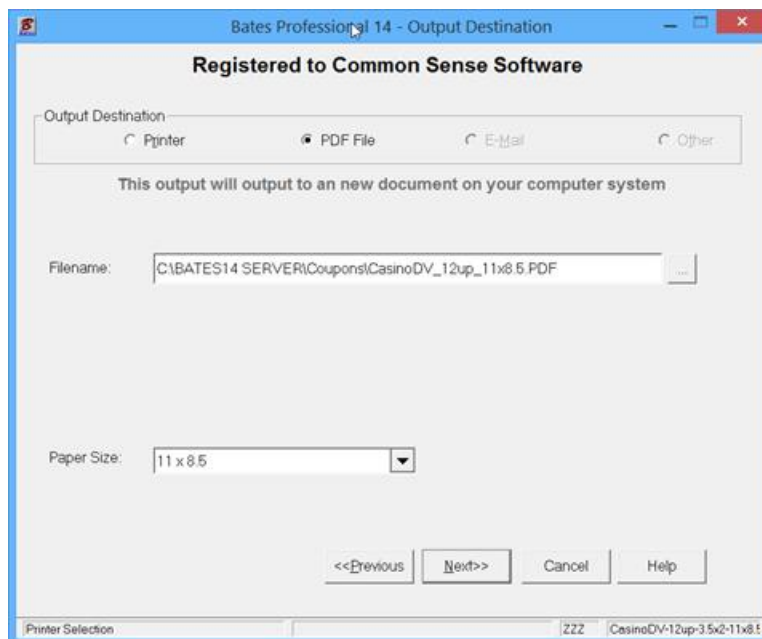 Bates Professional 14 - Output Destination
Registered to Common Sense Software
Output Destination
Printer
PDF File
E-Mail
Other
This output will output to an new document on your computer system
Filename:
C:\BATES14 SERVER\Coupons\CasinoDV_12up_11x8.5.PDF
...
Paper Size:
11 x 8.5
<<Previous
Next>>
Cancel
Help
Printer Selection
ZZZ
CasinoDV-12up-3.5x2-11x8.5